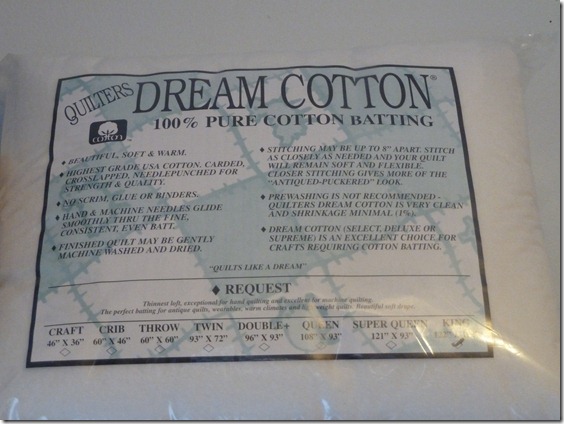 QUILTERS DREAM COTTON®
100% PURE COTTON BATTING
COTTON
♦ BEAUTIFUL, SOFT & WARM.
♦ HIGHEST GRADE USA COTTON. CARDED,
CROSSLAPPED, NEEDLEPUNCHED FOR
STRENGTH & QUALITY.
♦ NO SCRIM, GLUE OR BINDERS.
♦ HAND & MACHINE NEEDLES GLIDE
SMOOTHLY THRU THE FINE,
CONSISTENT, EVEN BATT.
♦ FINISHED QUILT MAY BE GENTLY
MACHINE WASHED AND DRIED.
♦ STITCHING MAY BE UP TO 8" APART. STITCH
AS CLOSELY AS NEEDED AND YOUR QUILT
WILL REMAIN SOFT AND FLEXIBLE.
CLOSER STITCHING GIVES MORE OF THE
"ANTIQUED-PUCKERED" LOOK.
♦ PREWASHING IS NOT RECOMMENDED -
QUILTERS DREAM COTTON IS VERY CLEAN
AND SHRINKAGE MINIMAL (1%).
♦ DREAM COTTON (SELECT, DELUXE OR
SUPREME) IS AN EXCELLENT CHOICE FOR
CRAFTS REQUIRING COTTON BATTING.
"QUILTS LIKE A DREAM"
♦ REQUEST
Thinnest loft, exceptional for hand quilting and excellent for machine quilting.
The perfect batting for antique quilts, wearables, warm climates and lightweight quilts. Beautiful soft drape.
CRAFT CRIB THROW TWIN DOUBLE+ QUEEN SUPER QUEEN KING
46" X 36" 60" X 46" 60" X 60" 93" X 72" 96" X 93" 108" X 93" 121" X 93"